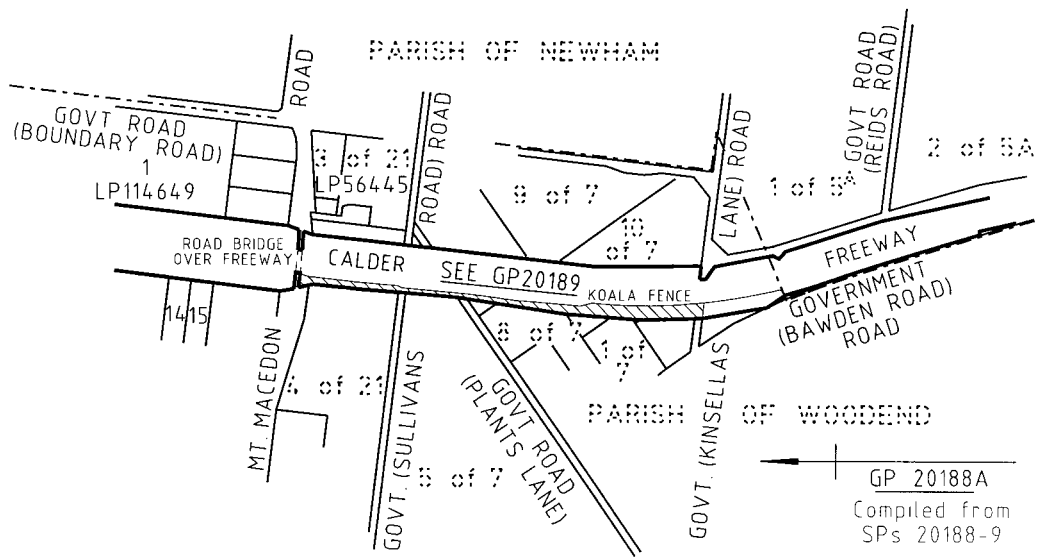 PARISH OF NEWHAM
ROAD
GOVT ROAD
(BOUNDARY ROAD)
1
LP114649
3 of 21
LP56445
ROAD) ROAD
9 of 7
10
of 7
LANE) ROAD
1 of 5A
GOVT ROAD
(REIDS ROAD)
2 of 5A
ROAD BRIDGE
OVER FREEWAY
CALDER
SEE GP20189
KOALA FENCE
FREEWAY
GOVERNMENT
(BAWDEN ROAD)
ROAD
14
15
MT. MACEDON
4 of 21
GOVT. (SULLIVANS
5 of 7
8 of 7
1 of
7
GOVT ROAD
(PLANTS LANE)
GOVT. (KINSELLAS
PARISH OF WOODEND
GP 20188A
Compiled from
SPs 20188-9